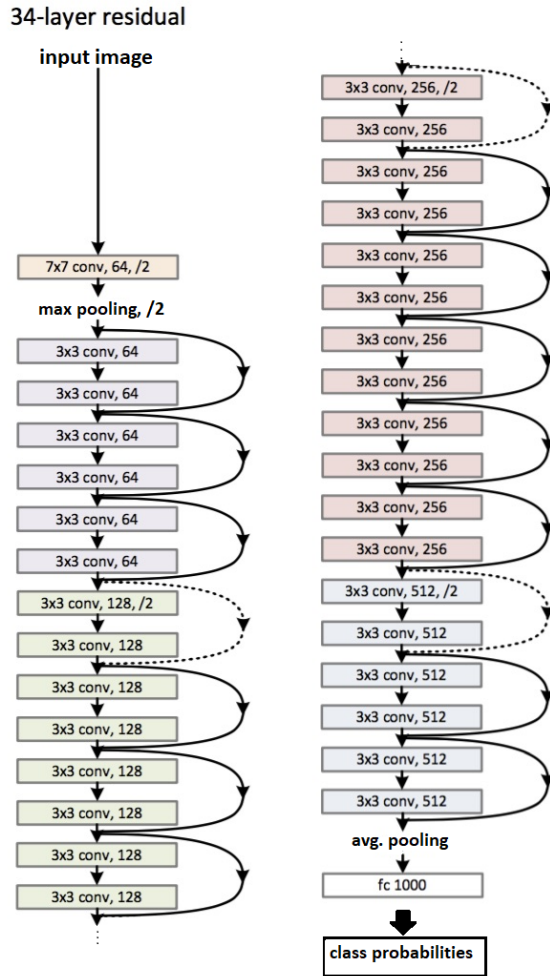 34-layer residual
input image
7x7 conv, 64, /2
max pooling, /2
3x3 conv, 64
3x3 conv, 64
3x3 conv, 64
3x3 conv, 64
3x3 conv, 64
3x3 conv, 64
3x3 conv, 128, /2
3x3 conv, 128
3x3 conv, 128
3x3 conv, 128
3x3 conv, 128
3x3 conv, 128
3x3 conv, 128
3x3 conv, 128
3x3 conv, 256, /2
3x3 conv, 256
3x3 conv, 256
3x3 conv, 256
3x3 conv, 256
3x3 conv, 256
3x3 conv, 256
3x3 conv, 256
3x3 conv, 256
3x3 conv, 256
3x3 conv, 256
3x3 conv, 256
3x3 conv, 512, /2
3x3 conv, 512
3x3 conv, 512
3x3 conv, 512
3x3 conv, 512
3x3 conv, 512
avg. pooling
fc 1000
class probabilities